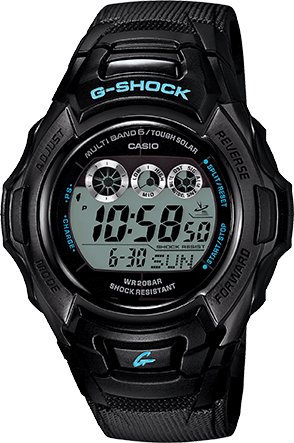 G-SHOCK
MULTI BAND 6 / TOUGH SOLAR
CASIO
ADJUST
REVERSE
SPLIT/RESET
P
10:58 50
SHOCK RESIST
6-30 SUN
CHARGE
START/STOP
MODE
FORWARD
WR20BAR
SHOCK RESISTANT
G